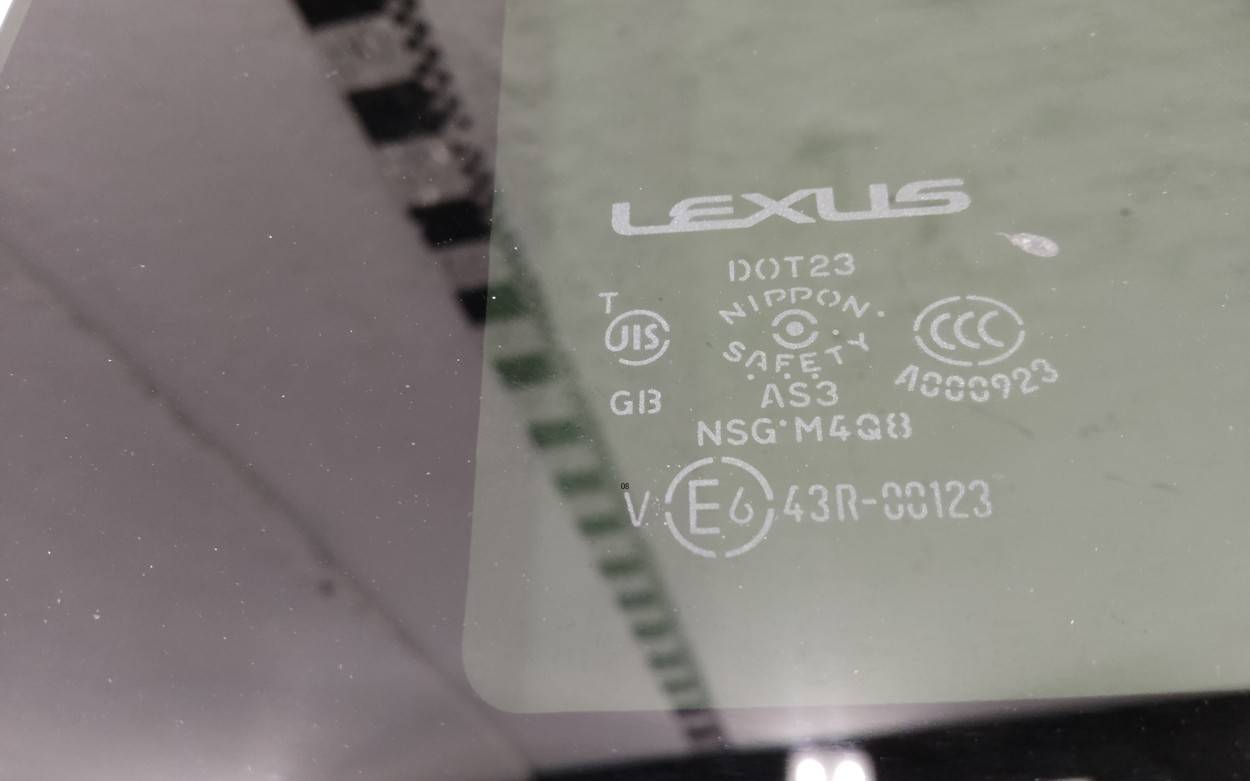 LEXUS
DOT23
T
NIPPON
JIS
CCC
SAFETY
A000923
GB
AS3
NSG·M4Q8
08
V E6 43R-00123